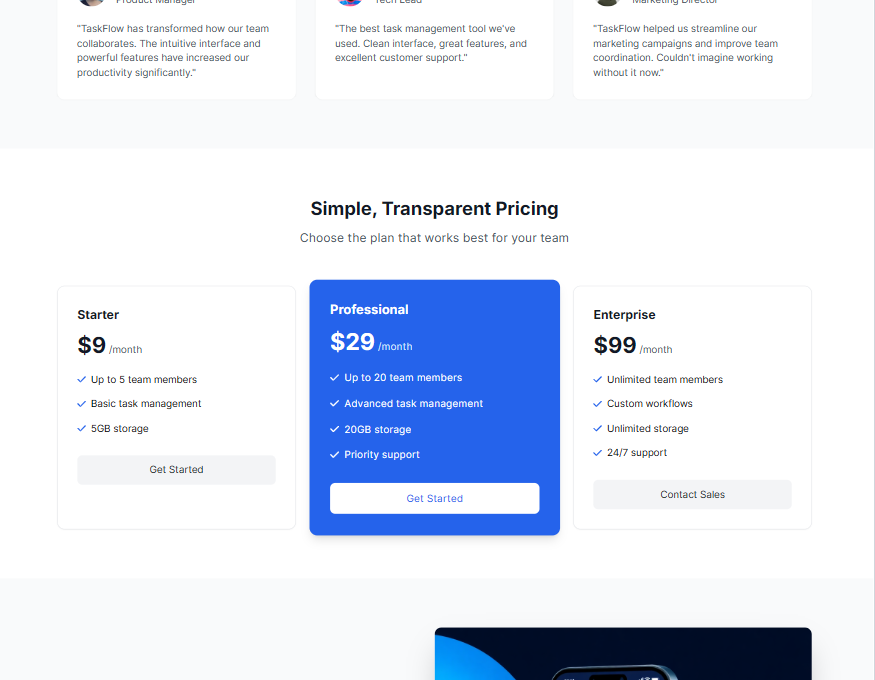 Product Manager
Tech Lead
Marketing Director
"TaskFlow has transformed how our team
collaborates. The intuitive interface and
powerful features have increased our
productivity significantly."
"The best task management tool we've
used. Clean interface, great features, and
excellent customer support."
"TaskFlow helped us streamline our
marketing campaigns and improve team
coordination. Couldn't imagine working
without it now."
Simple, Transparent Pricing
Choose the plan that works best for your team
Starter
$9 /month
Up to 5 team members
Basic task management
5GB storage
Get Started
Professional
$29 /month
Up to 20 team members
Advanced task management
20GB storage
Priority support
Get Started
Enterprise
$99 /month
Unlimited team members
Custom workflows
Unlimited storage
24/7 support
Contact Sales